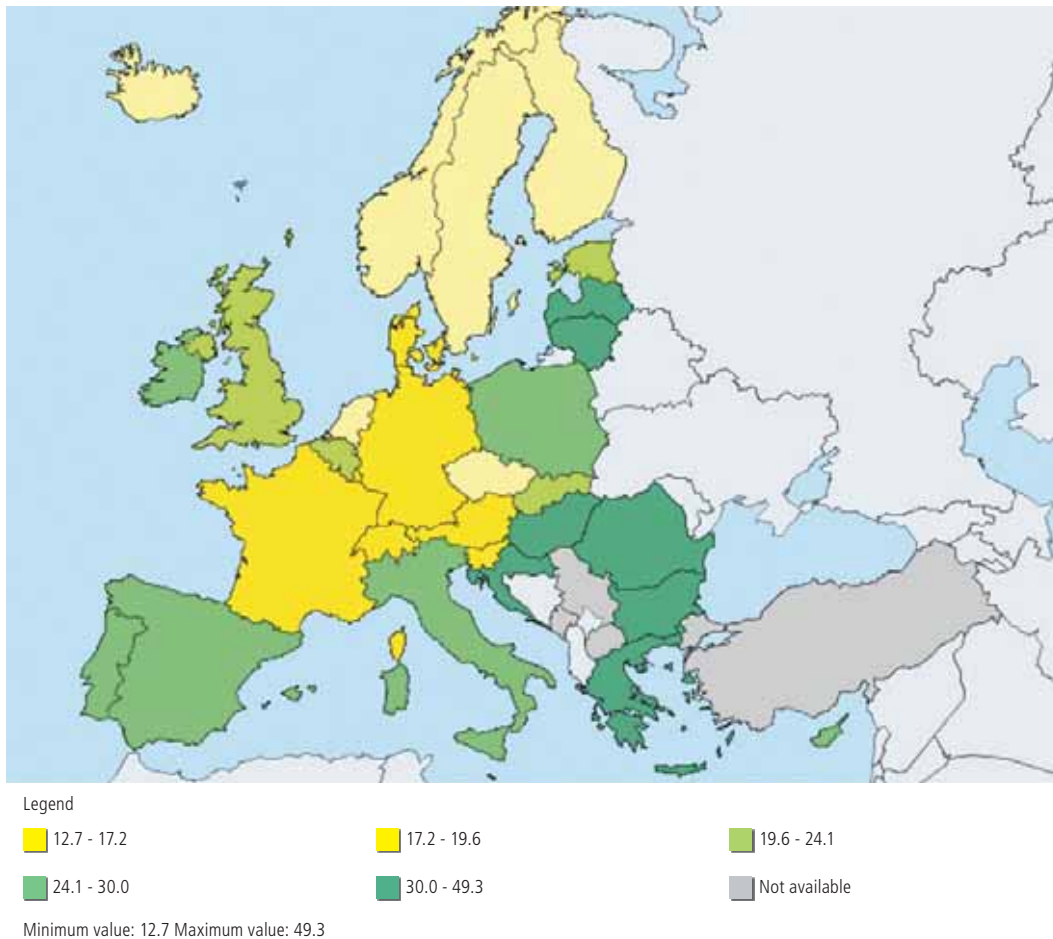 Legend
12.7 - 17.2
17.2 - 19.6
19.6 - 24.1
24.1 - 30.0
30.0 - 49.3
Not available
Minimum value: 12.7 Maximum value: 49.3